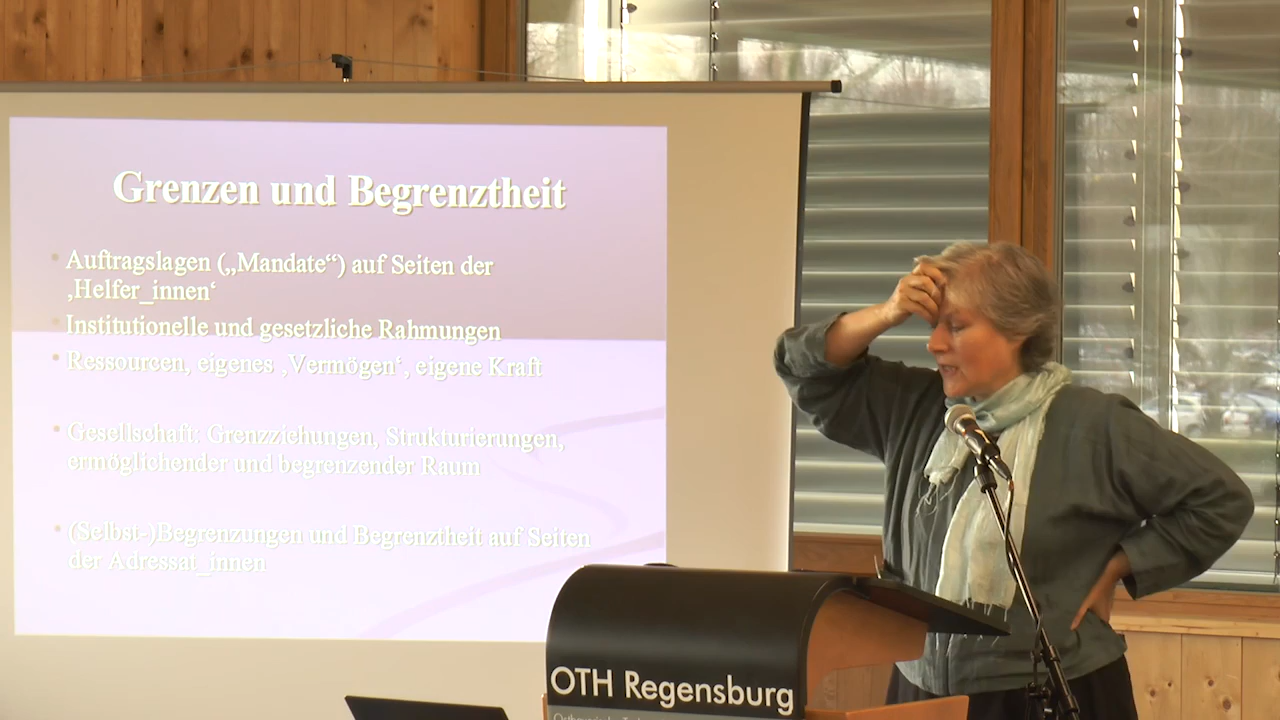 Grenzen und Begrenztheit
• Auftragslagen („Mandate“) auf Seiten der
‚Helfer_innen‘
• Institutionelle und gesetzliche Rahmungen
• Ressourcen, eigenes ‚Vermögen‘, eigene Kraft
• Gesellschaft: Grenzziehungen, Strukturierungen,
ermöglichender und begrenzender Raum
• (Selbst-)Begrenzungen und Begrenztheit auf Seiten
der Adressat_innen
OTH Regensburg